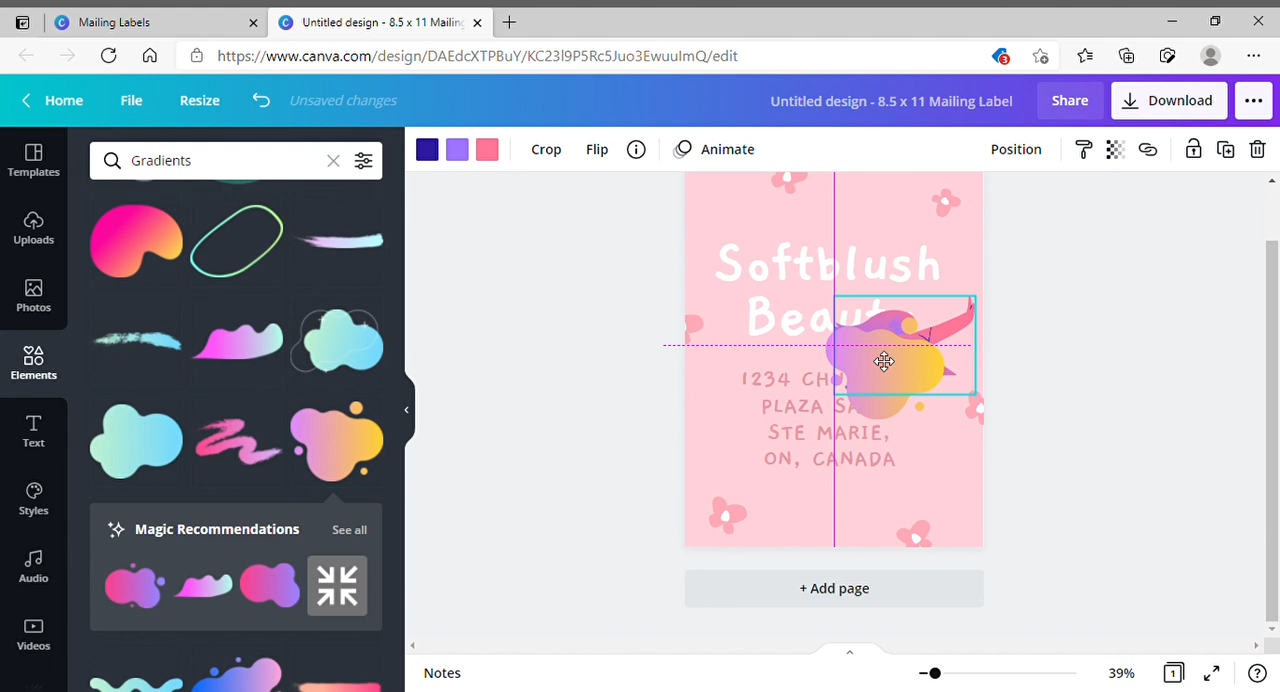 Mailing Labels
Untitled design - 8.5 x 11 Mailing
https://www.canva.com/design/DAEdcXTPBuY/KC23l9P5Rc5Juo3EwuuImQ/edit
3
Home
File
Resize
Unsaved changes
Untitled design - 8.5 x 11 Mailing Label
Share
Download
Templates
Uploads
Photos
Elements
Text
Styles
Audio
Videos
Gradients
Magic Recommendations
See all
Crop
Flip
Animate
Position
Softblush
1234
PLAZA
STE MARIE,
ON, CANADA
+ Add page
Notes
39%
1